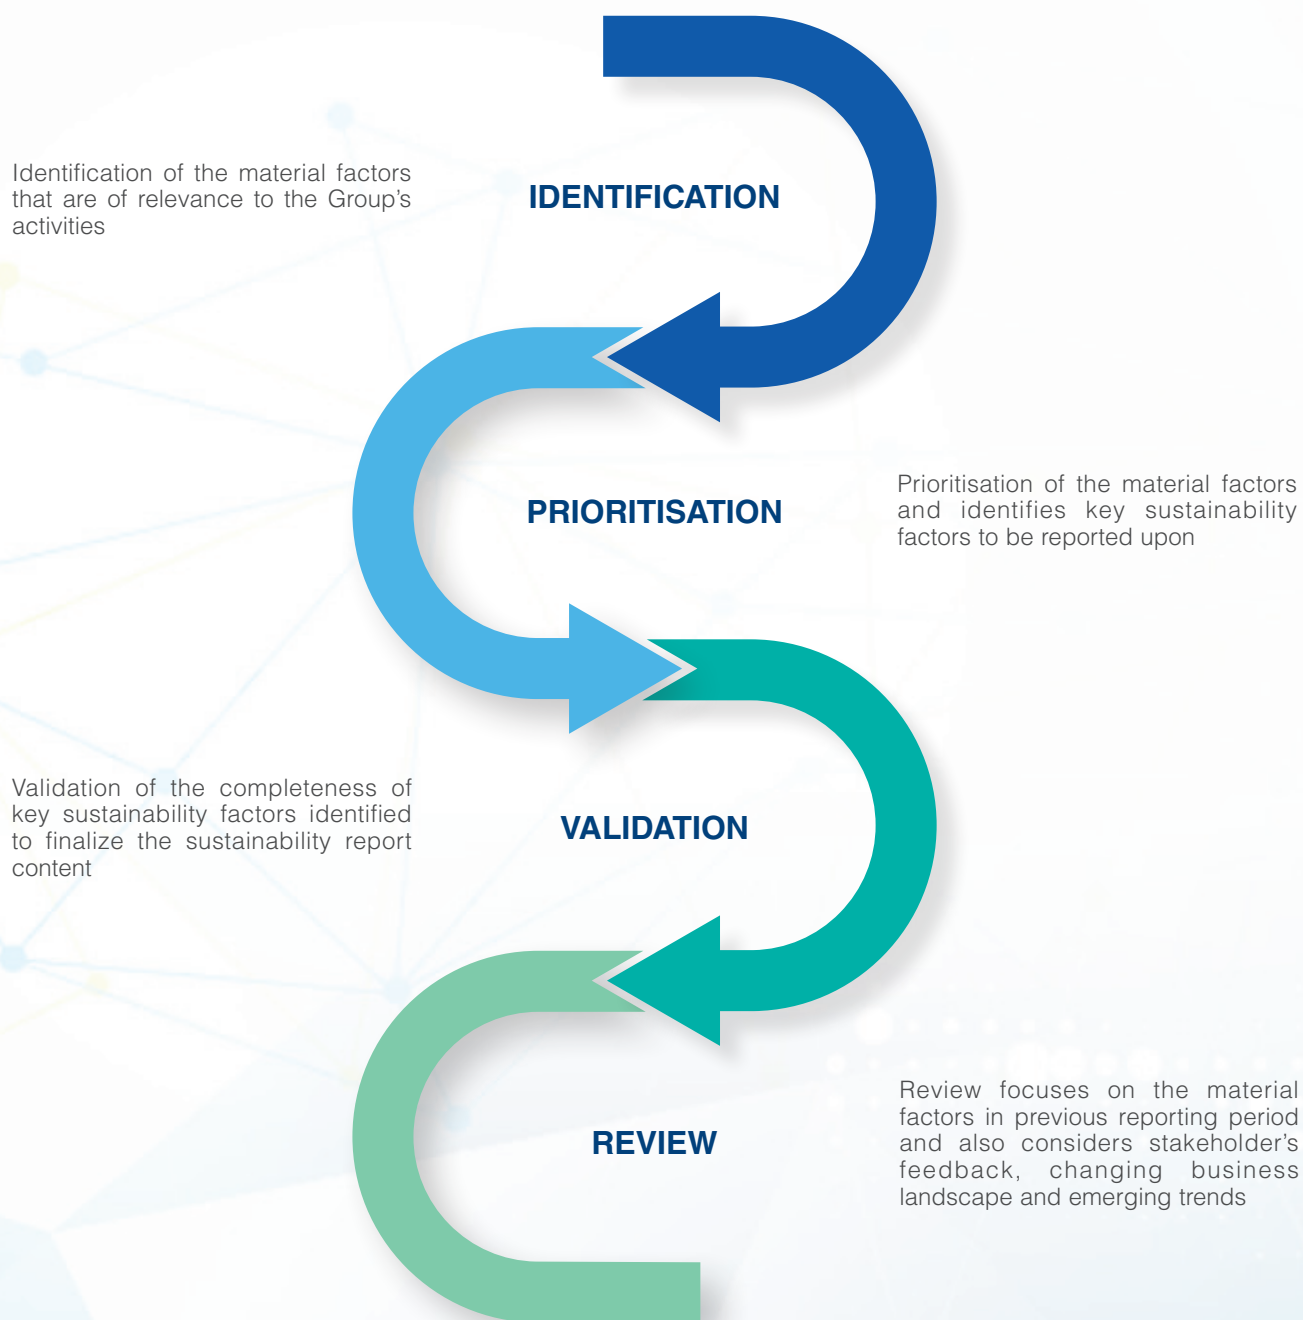 Identification of the material factors
that are of relevance to the Group's
activities
IDENTIFICATION
PRIORITISATION
Prioritisation of the material factors
and identifies key sustainability
factors to be reported upon
Validation of the completeness of
key sustainability factors identified
to finalize the sustainability report
content
VALIDATION
REVIEW
Review focuses on the material
factors in previous reporting period
and also considers stakeholder's
feedback, changing business
landscape and emerging trends